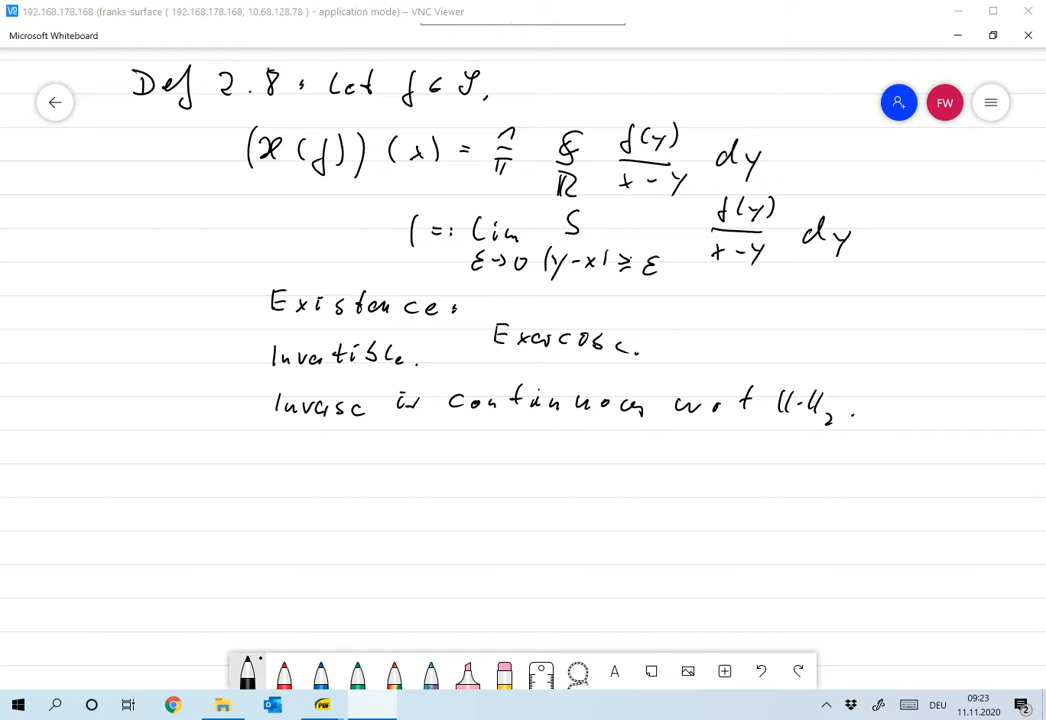 192.168.178.168 (franks-surface ( 192.168.178.168, 10.68.128.78 ) - application mode) – VNC Viewer
Microsoft Whiteboard
Def 2.8: Let f ∈ 𝒮,
(ℋ(f))(x) = 1/π ⨍_ℝ f(y)/(x-y) dy
( =: lim_{ε→0} ∫_{|y-x| ≥ ε} f(y)/(x-y) dy
Existence:
Exercise.
Invertible.
Inverse is continuous wrt ||·||₂.
FW
A
DEU
09:23
11.11.2020
2